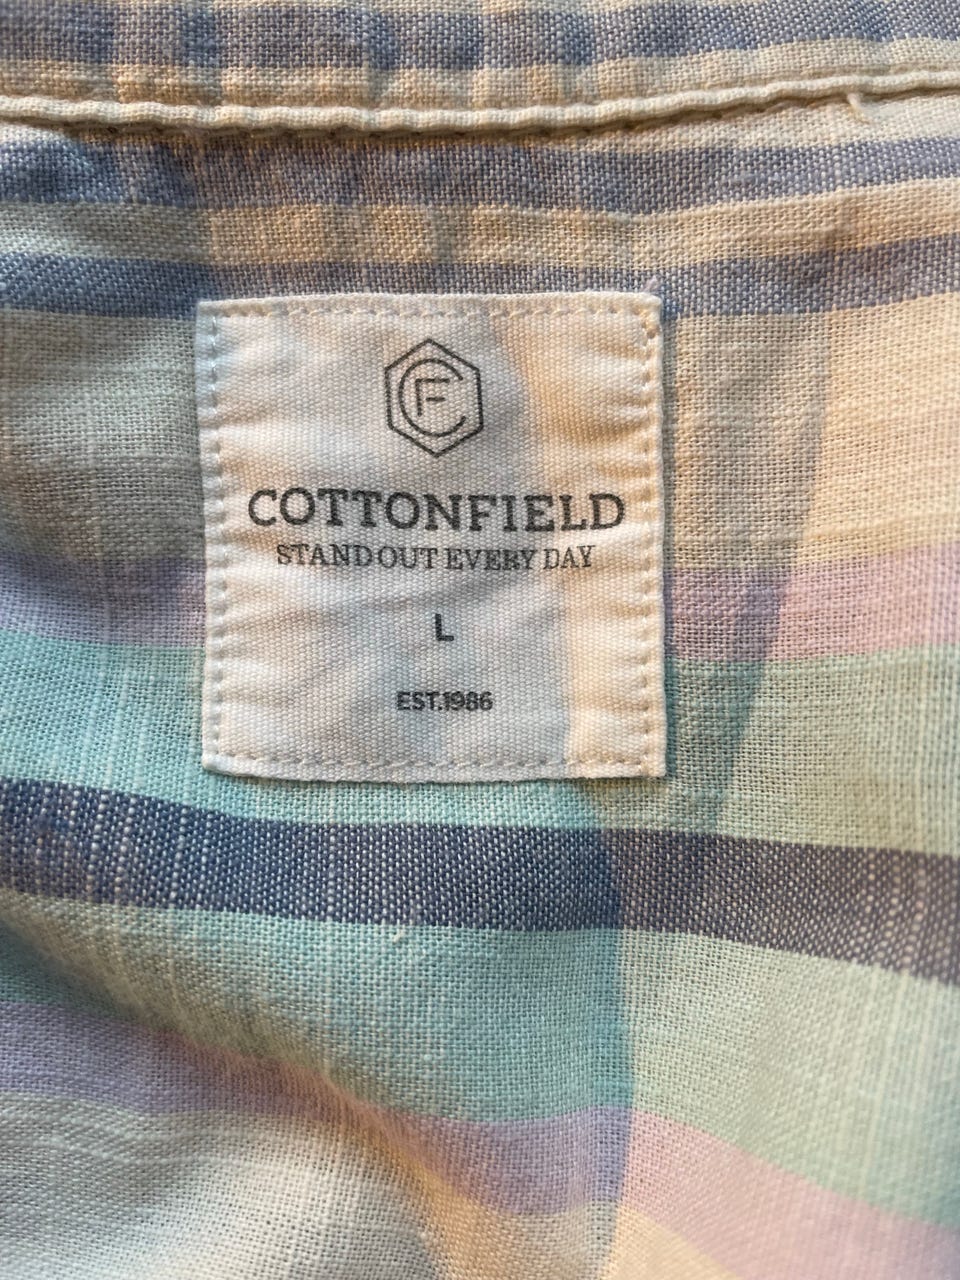 CF
COTTONFIELD
STAND OUT EVERY DAY
L
EST.1986